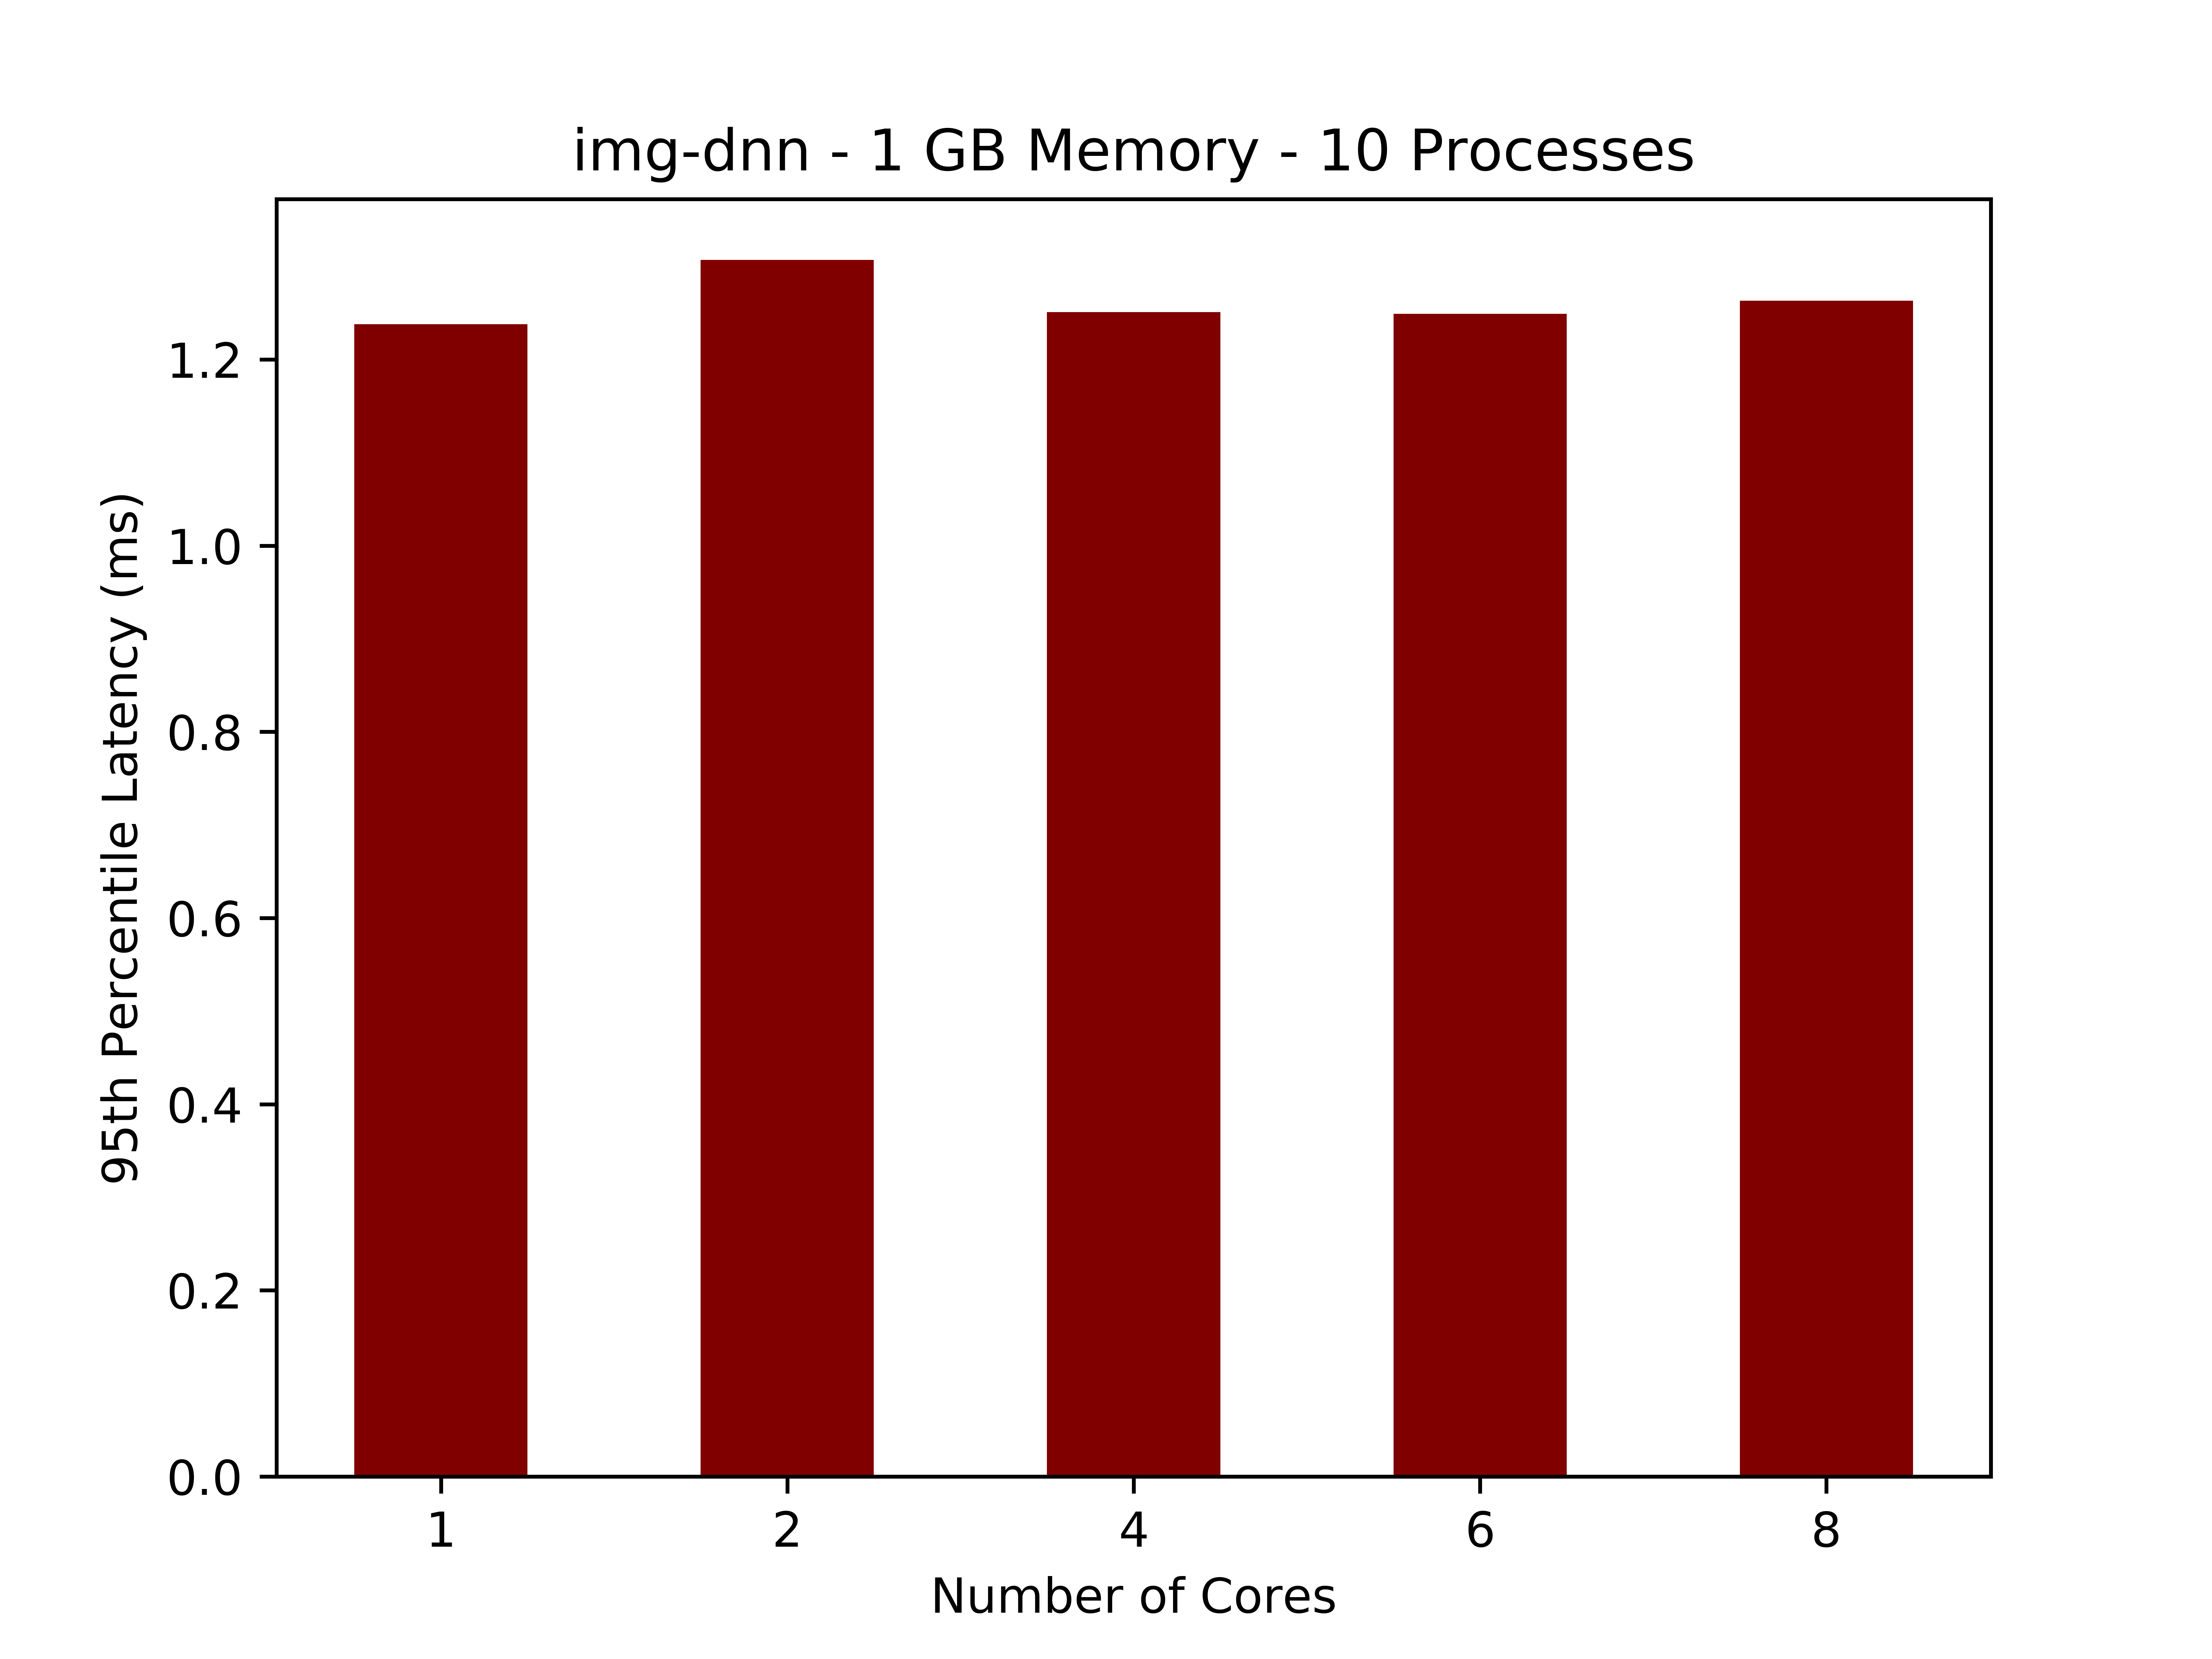 img-dnn - 1 GB Memory - 10 Processes
95th Percentile Latency (ms)
1.2
1.0
0.8
0.6
0.4
0.2
0.0
1 2 4 6 8
Number of Cores